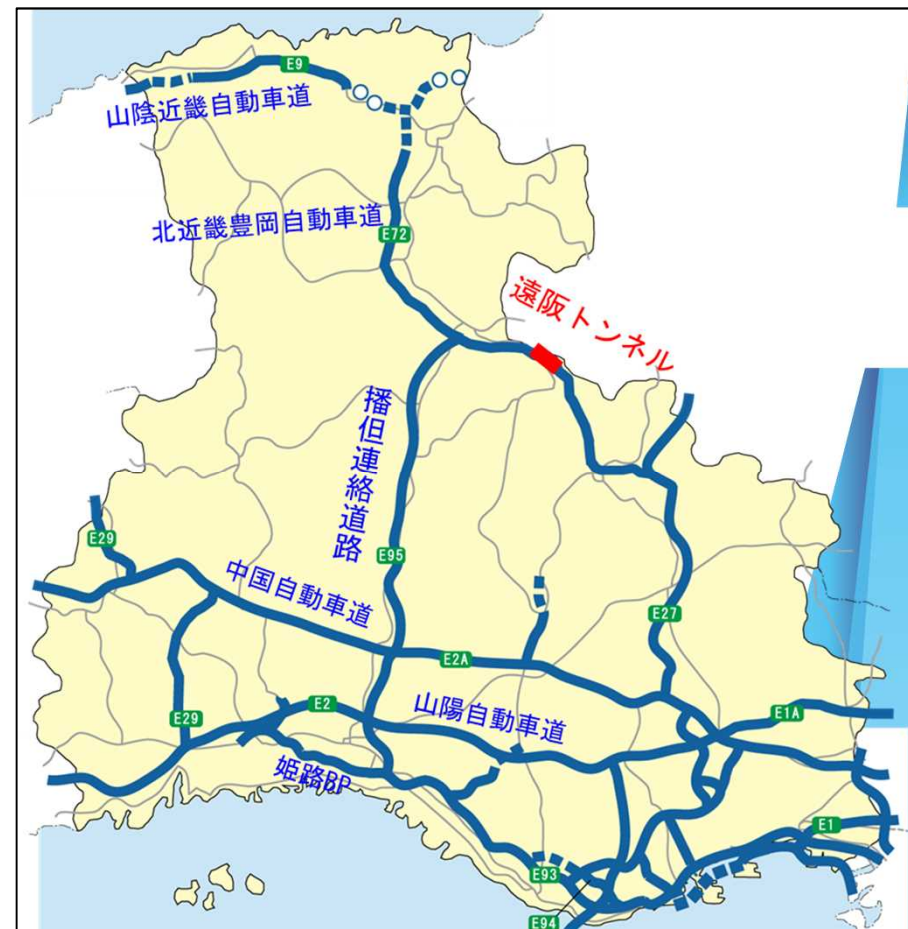 E9
山陰近畿自動車道
北近畿豊岡自動車道
E72
遠阪トンネル
播但連絡道路
E29
E95
中国自動車道
E27
E2A
E29
E2
山陽自動車道
E1A
姫路BP
E1
E93
E94